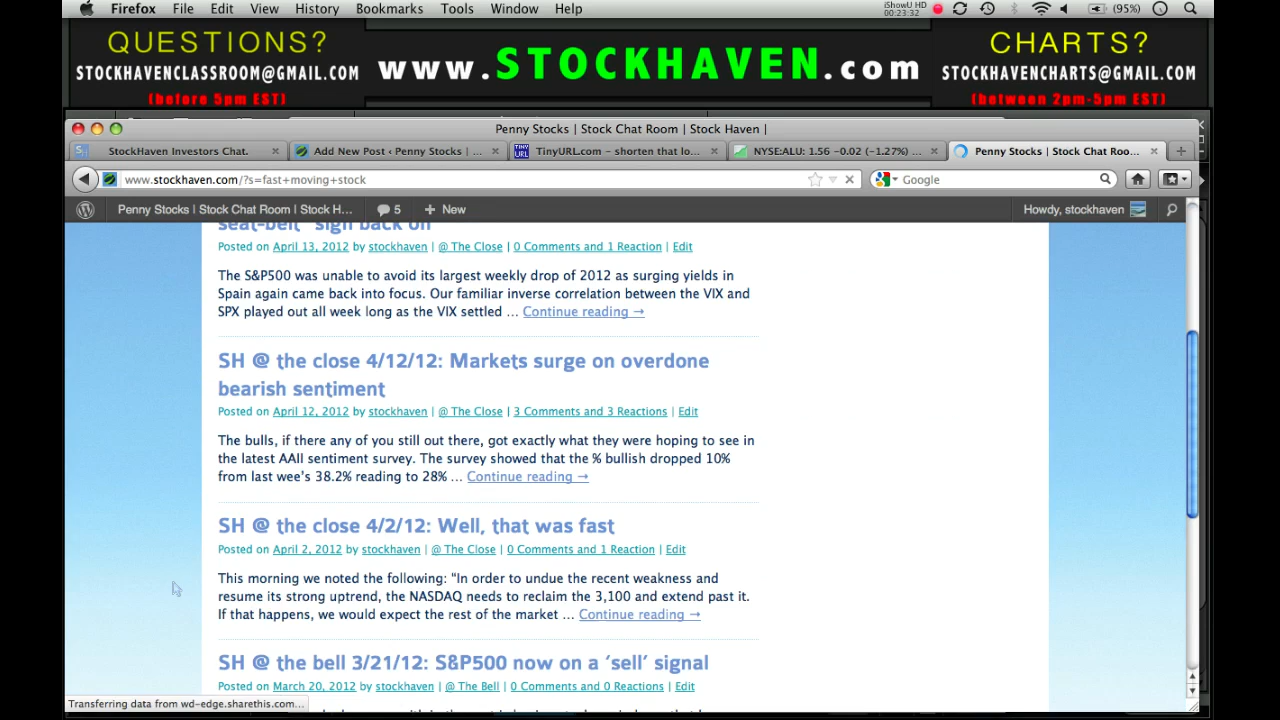 Firefox File Edit View History Bookmarks Tools Window Help iShowU HD 00:23:32 (95%)
QUESTIONS?
STOCKHAVENCLASSROOM@GMAIL.COM
(before 5pm EST)
www.STOCKHAVEN.com
CHARTS?
STOCKHAVENCHARTS@GMAIL.COM
(between 2pm-5pm EST)
Penny Stocks | Stock Chat Room | Stock Haven |
StockHaven Investors Chat. Add New Post ‹ Penny Stocks | ... TinyURL.com – shorten that lo... NYSE:ALU: 1.56 -0.02 (-1.27%) ... Penny Stocks | Stock Chat Roo...
www.stockhaven.com/?s=fast+moving+stock Google
Penny Stocks | Stock Chat Room | Stock H... 5 + New Howdy, stockhaven
seat-belt” sign back on
Posted on April 13, 2012 by stockhaven | @ The Close | 0 Comments and 1 Reaction | Edit
The S&P500 was unable to avoid its largest weekly drop of 2012 as surging yields in
Spain again came back into focus. Our familiar inverse correlation between the VIX and
SPX played out all week long as the VIX settled ... Continue reading →
SH @ the close 4/12/12: Markets surge on overdone
bearish sentiment
Posted on April 12, 2012 by stockhaven | @ The Close | 3 Comments and 3 Reactions | Edit
The bulls, if there any of you still out there, got exactly what they were hoping to see in
the latest AAII sentiment survey. The survey showed that the % bullish dropped 10%
from last wee’s 38.2% reading to 28% ... Continue reading →
SH @ the close 4/2/12: Well, that was fast
Posted on April 2, 2012 by stockhaven | @ The Close | 0 Comments and 1 Reaction | Edit
This morning we noted the following: “In order to undue the recent weakness and
resume its strong uptrend, the NASDAQ needs to reclaim the 3,100 and extend past it.
If that happens, we would expect the rest of the market ... Continue reading →
SH @ the bell 3/21/12: S&P500 now on a ‘sell’ signal
Posted on March 20, 2012 by stockhaven | @ The Bell | 0 Comments and 0 Reactions | Edit
Transferring data from wd-edge.sharethis.com...